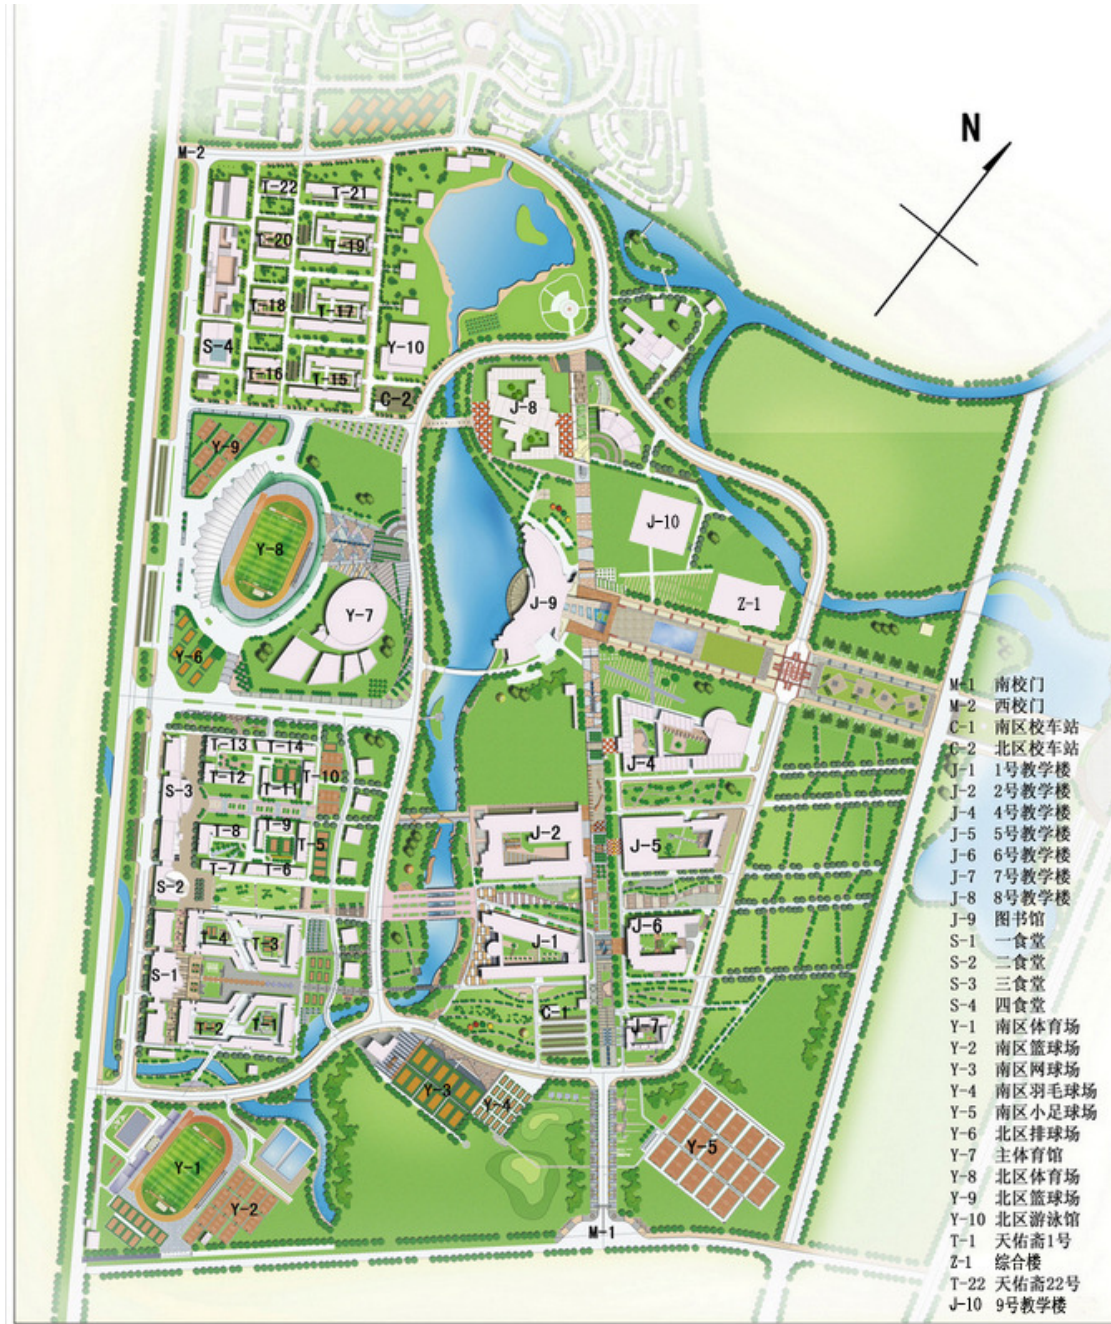 N
M-2
T-22
T-21
T-20
T-19
T-18
T-17
S-4
Y-10
T-16
T-15
C-2
J-8
Y-9
J-10
Y-8
J-9
Z-1
Y-7
Y-6
T-13
T-14
T-12
T-10
T-11
S-3
J-4
T-8
T-9
T-5
J-2
J-5
T-7
T-6
S-2
T-4
T-3
J-1
J-6
S-1
T-2
T-1
C-1
J-7
Y-3
Y-4
Y-5
Y-1
Y-2
M-1
M-1 南校门
M-2 西校门
C-1 南区校车站
C-2 北区校车站
J-1 1号教学楼
J-2 2号教学楼
J-4 4号教学楼
J-5 5号教学楼
J-6 6号教学楼
J-7 7号教学楼
J-8 8号教学楼
J-9 图书馆
S-1 一食堂
S-2 二食堂
S-3 三食堂
S-4 四食堂
Y-1 南区体育场
Y-2 南区篮球场
Y-3 南区网球场
Y-4 南区羽毛球场
Y-5 南区小足球场
Y-6 北区排球场
Y-7 主体育馆
Y-8 北区体育场
Y-9 北区篮球场
Y-10 北区游泳馆
T-1 天佑斋1号
Z-1 综合楼
T-22 天佑斋22号
J-10 9号教学楼